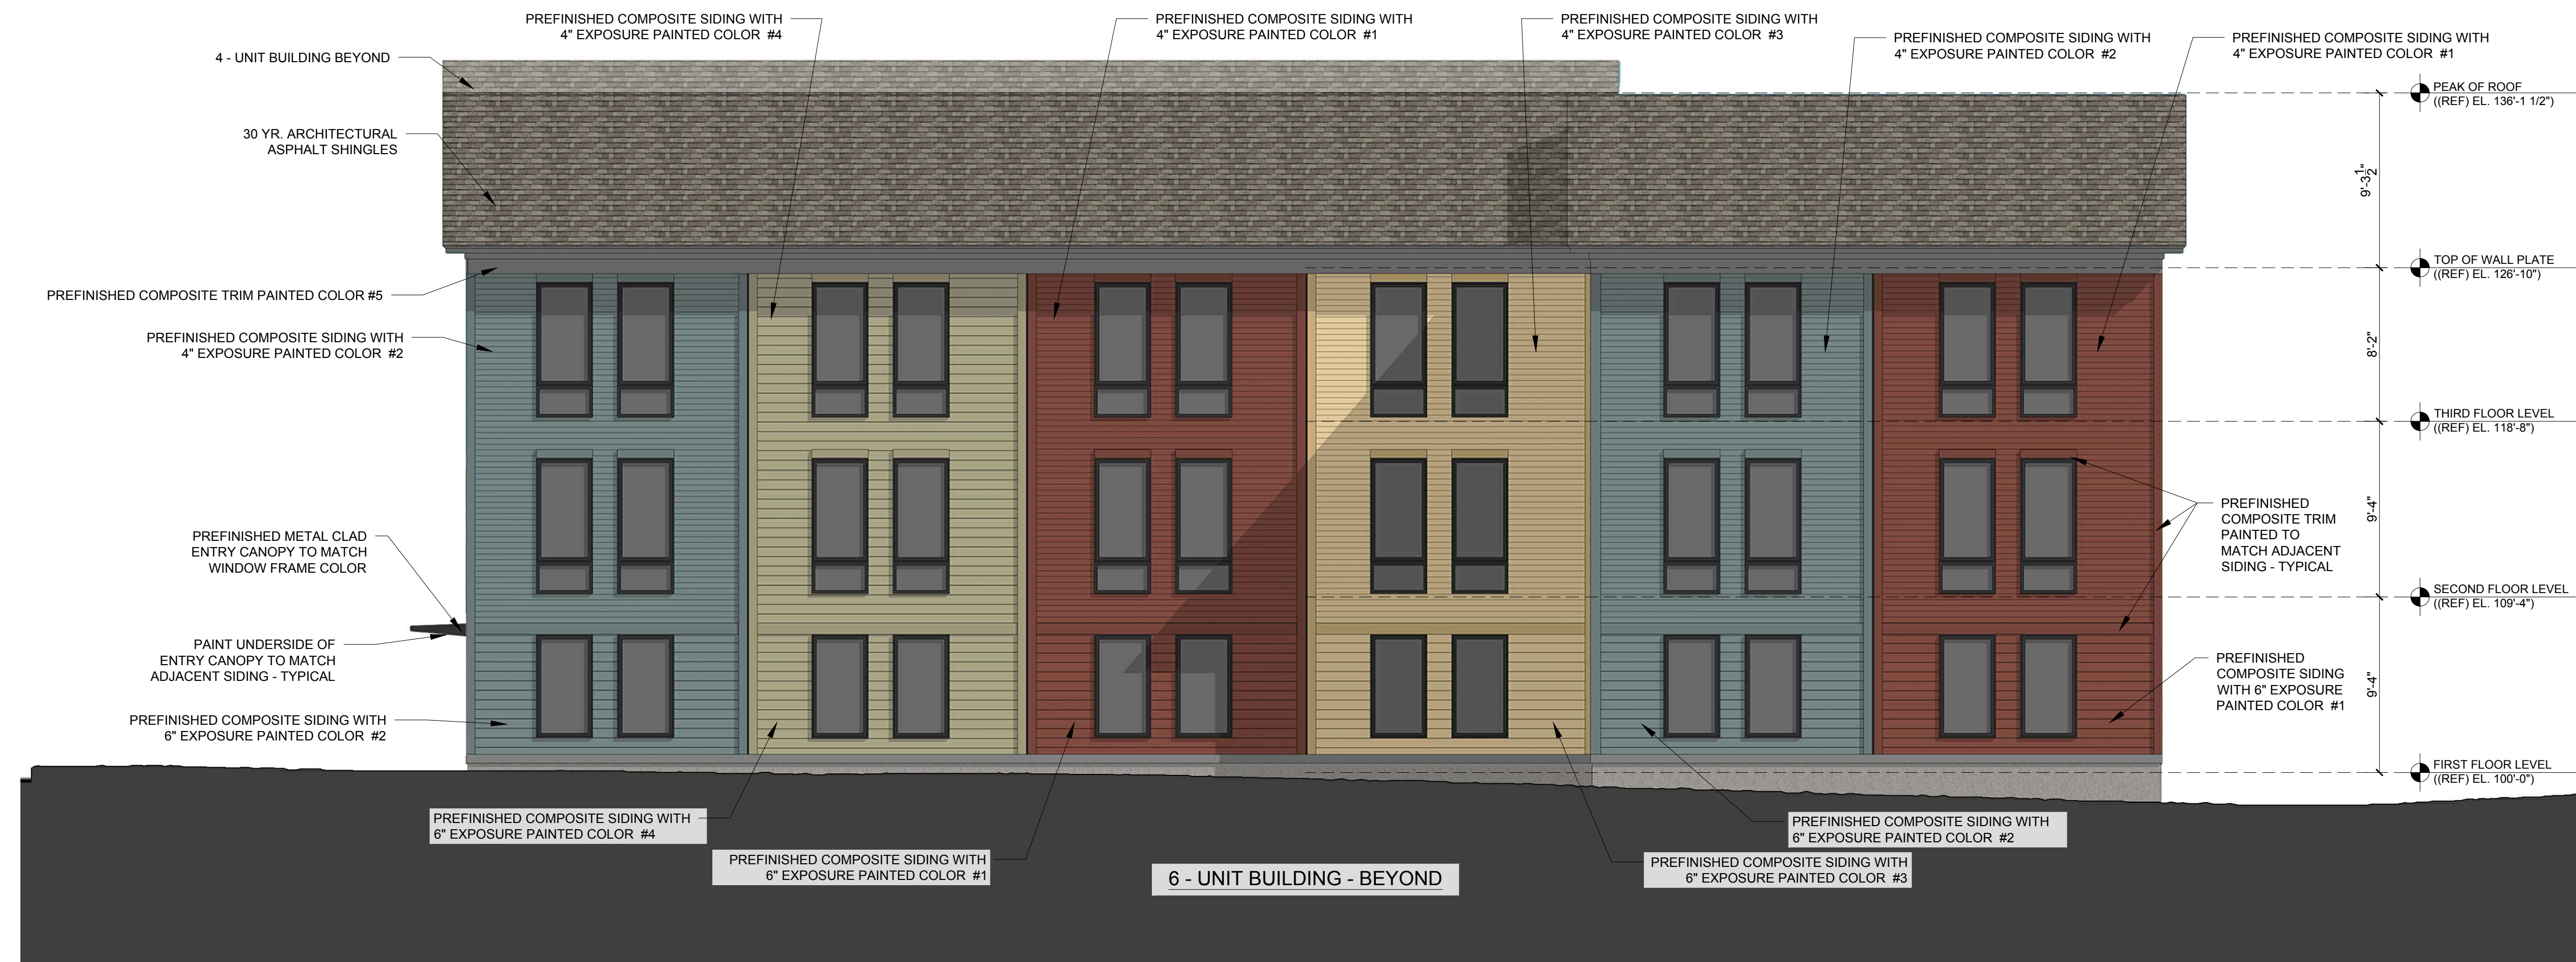 PREFINISHED COMPOSITE SIDING WITH
4" EXPOSURE PAINTED COLOR #4
PREFINISHED COMPOSITE SIDING WITH
4" EXPOSURE PAINTED COLOR #1
PREFINISHED COMPOSITE SIDING WITH
4" EXPOSURE PAINTED COLOR #3
PREFINISHED COMPOSITE SIDING WITH
4" EXPOSURE PAINTED COLOR #2
PREFINISHED COMPOSITE SIDING WITH
4" EXPOSURE PAINTED COLOR #1
4 - UNIT BUILDING BEYOND
30 YR. ARCHITECTURAL
ASPHALT SHINGLES
PREFINISHED COMPOSITE TRIM PAINTED COLOR #5
PREFINISHED COMPOSITE SIDING WITH
4" EXPOSURE PAINTED COLOR #2
PREFINISHED METAL CLAD
ENTRY CANOPY TO MATCH
WINDOW FRAME COLOR
PAINT UNDERSIDE OF
ENTRY CANOPY TO MATCH
ADJACENT SIDING - TYPICAL
PREFINISHED COMPOSITE SIDING WITH
6" EXPOSURE PAINTED COLOR #2
PREFINISHED COMPOSITE SIDING WITH
6" EXPOSURE PAINTED COLOR #4
PREFINISHED COMPOSITE SIDING WITH
6" EXPOSURE PAINTED COLOR #1
6 - UNIT BUILDING - BEYOND
PREFINISHED COMPOSITE SIDING WITH
6" EXPOSURE PAINTED COLOR #3
PREFINISHED COMPOSITE SIDING WITH
6" EXPOSURE PAINTED COLOR #2
PREFINISHED
COMPOSITE TRIM
PAINTED TO
MATCH ADJACENT
SIDING - TYPICAL
PREFINISHED
COMPOSITE SIDING
WITH 6" EXPOSURE
PAINTED COLOR #1
9'-3 1/2"
8'-2"
9'-4"
9'-4"
PEAK OF ROOF
((REF) EL. 136'-1 1/2")
TOP OF WALL PLATE
((REF) EL. 126'-10")
THIRD FLOOR LEVEL
((REF) EL. 118'-8")
SECOND FLOOR LEVEL
((REF) EL. 109'-4")
FIRST FLOOR LEVEL
((REF) EL. 100'-0")